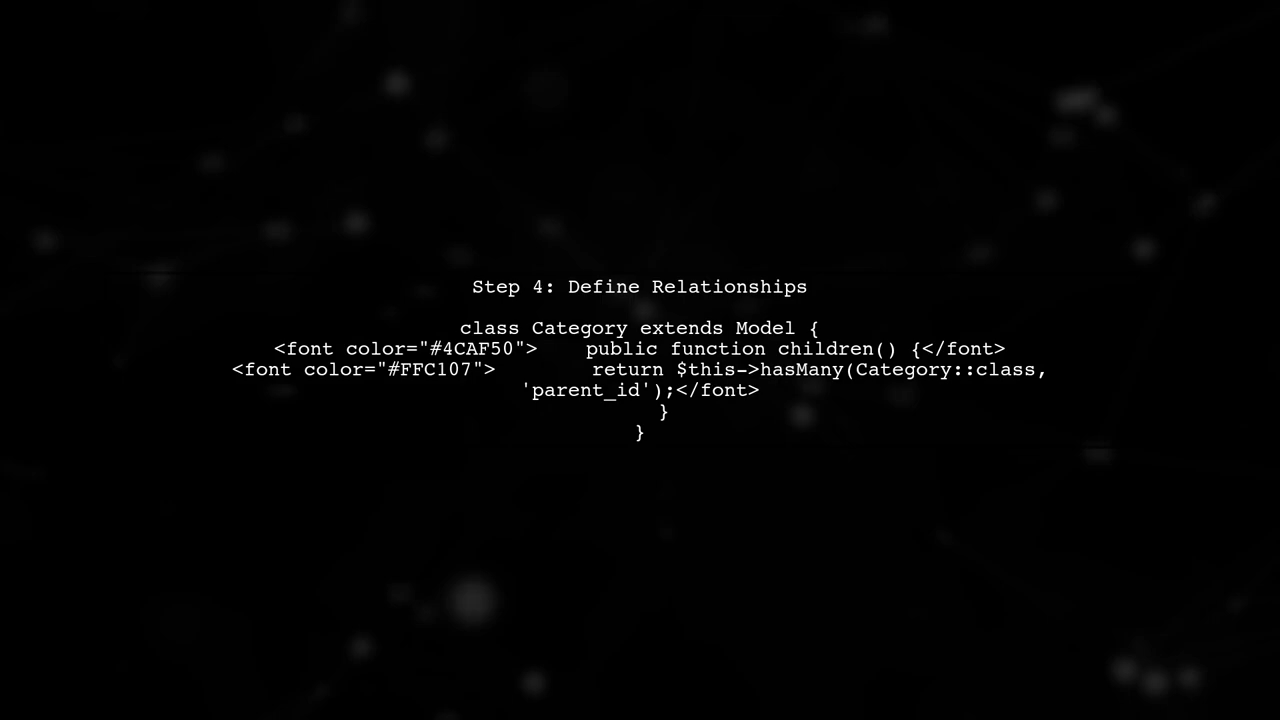 Step 4: Define Relationships
class Category extends Model {
<font color="#4CAF50">    public function children() {</font>
<font color="#FFC107">        return $this->hasMany(Category::class,
'parent_id');</font>
    }
}